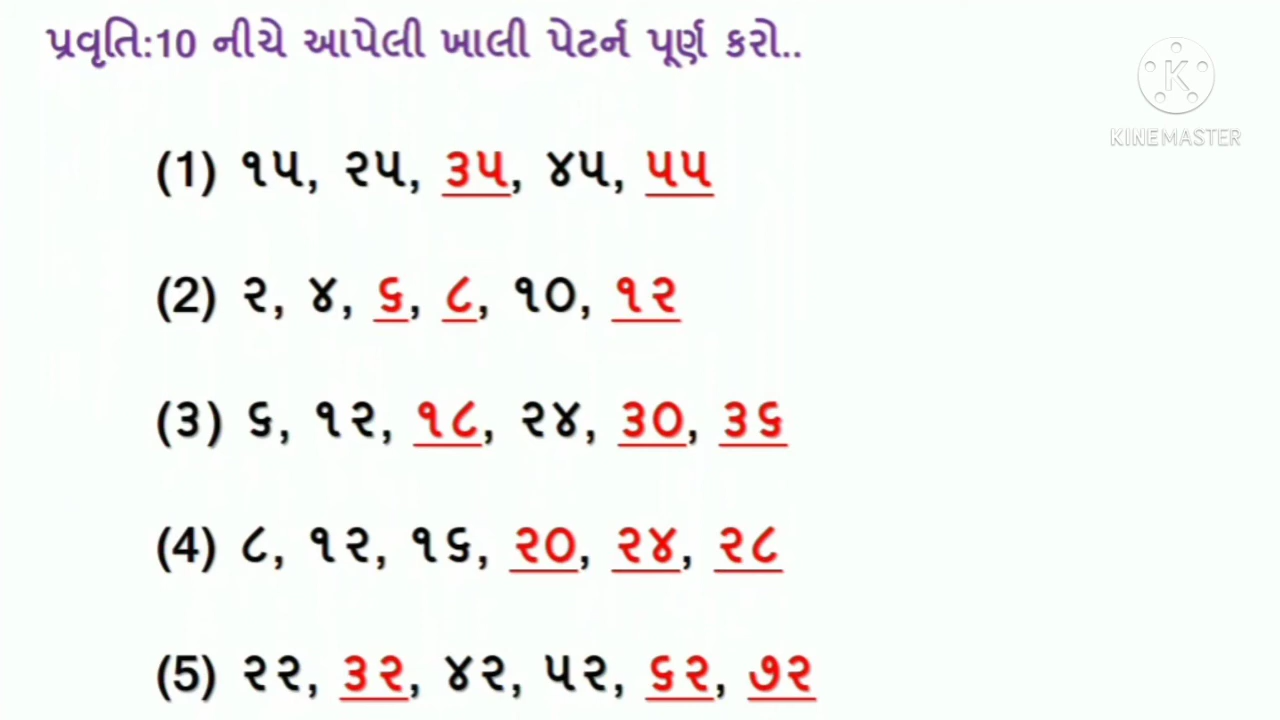 પ્રવૃતિ:10 નીચે આપેલી ખાલી પેટર્ન પૂર્ણ કરો..
KINEMASTER
(1) ૧૫, ૨૫, ૩૫, ૪૫, ૫૫
(2) ૨, ૪, ૬, ૮, ૧૦, ૧૨
(૩) ૬, ૧૨, ૧૮, ૨૪, ૩૦, ૩૬
(4) ૮, ૧૨, ૧૬, ૨૦, ૨૪, ૨૮
(5) ૨૨, ૩૨, ૪૨, ૫૨, ૬૨, ૭૨